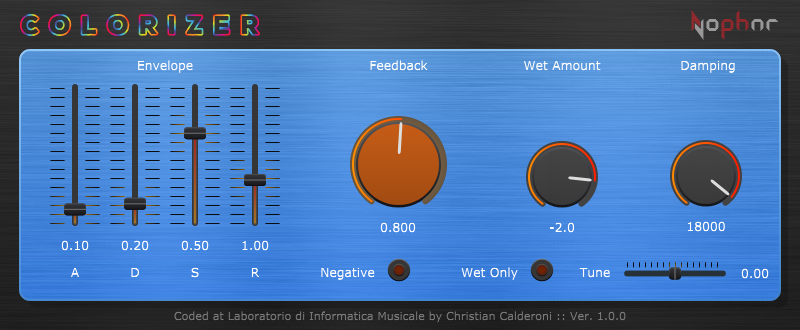 COLORIZER
Nophor
Envelope
Feedback
Wet Amount
Damping
0.10 0.20 0.50 1.00
A D S R
0.800
-2.0
18000
Negative
Wet Only
Tune
0.00
Coded at Laboratorio di Informatica Musicale by Christian Calderoni :: Ver. 1.0.0